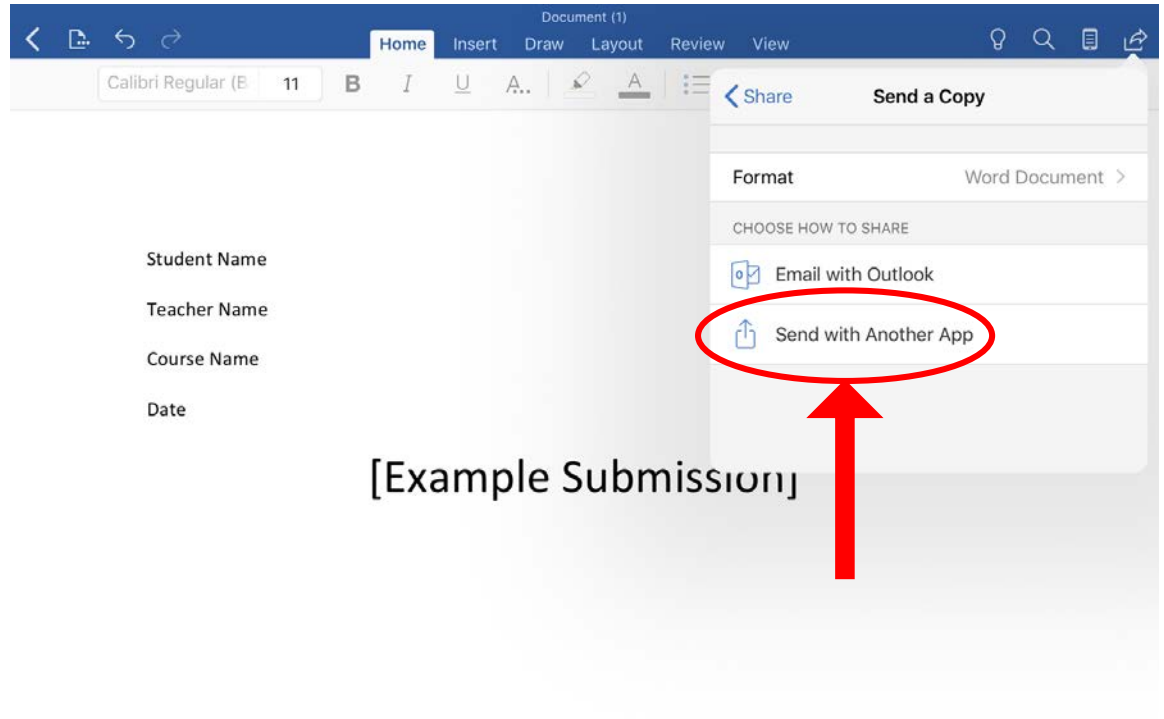 Document (1)
Home Insert Draw Layout Review View
Calibri Regular (B 11 B I U A.. A
Share Send a Copy
Format Word Document
CHOOSE HOW TO SHARE
Student Name
Email with Outlook
Teacher Name
Send with Another App
Course Name
Date
[Example Submission]